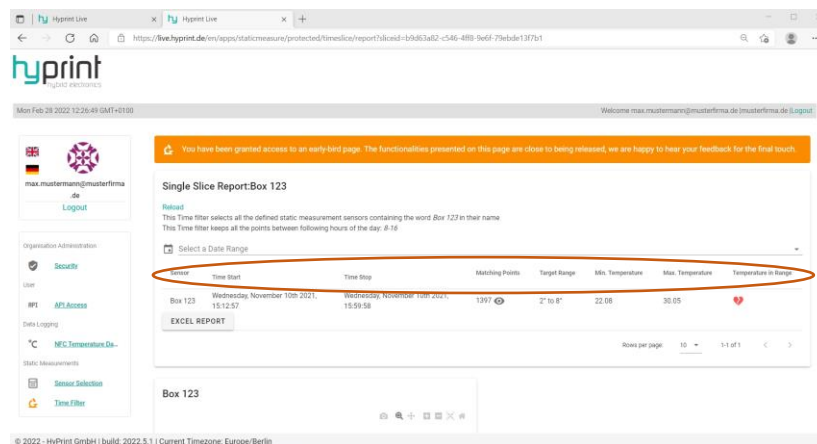 Hyprint Live
Hyprint Live
https://live.hyprint.de/en/apps/staticmeasure/protected/timeslice/report?sliceid=b9d63a82-c546-4ff8-9e6f-79ebde13f7b1
hyprint
hybrid electronics
Mon Feb 28 2022 12:26:49 GMT+0100
Welcome max.mustermann@musterfirma.de |musterfirma.de |Logout
max.mustermann@musterfirma
.de
Logout
Organisation Administration
Security
User
API API Access
Data Logging
°C NFC Temperature Da...
Static Measurements
Sensor Selection
Time Filter
You have been granted access to an early-bird page. The functionalities presented on this page are close to being released, we are happy to hear your feedback for the final touch.
Single Slice Report:Box 123
Reload
This Time filter selects all the defined static measurement sensors containing the word Box 123 in their name
This Time filter keeps all the points between following hours of the day: 8-16
Select a Date Range
Sensor Time Start Time Stop Matching Points Target Range Min. Temperature Max. Temperature Temperature in Range
Box 123 Wednesday, November 10th 2021, 15:12:57 Wednesday, November 10th 2021, 15:59:58 1397 2° to 8° 22.08 30.05
EXCEL REPORT
Rows per page: 10 1-1 of 1
Box 123
© 2022 - HyPrint GmbH | build: 2022.5.1 | Current Timezone: Europe/Berlin